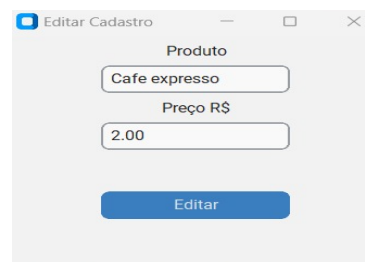 Editar Cadastro
Produto
Cafe expresso
Preço R$
2.00
Editar